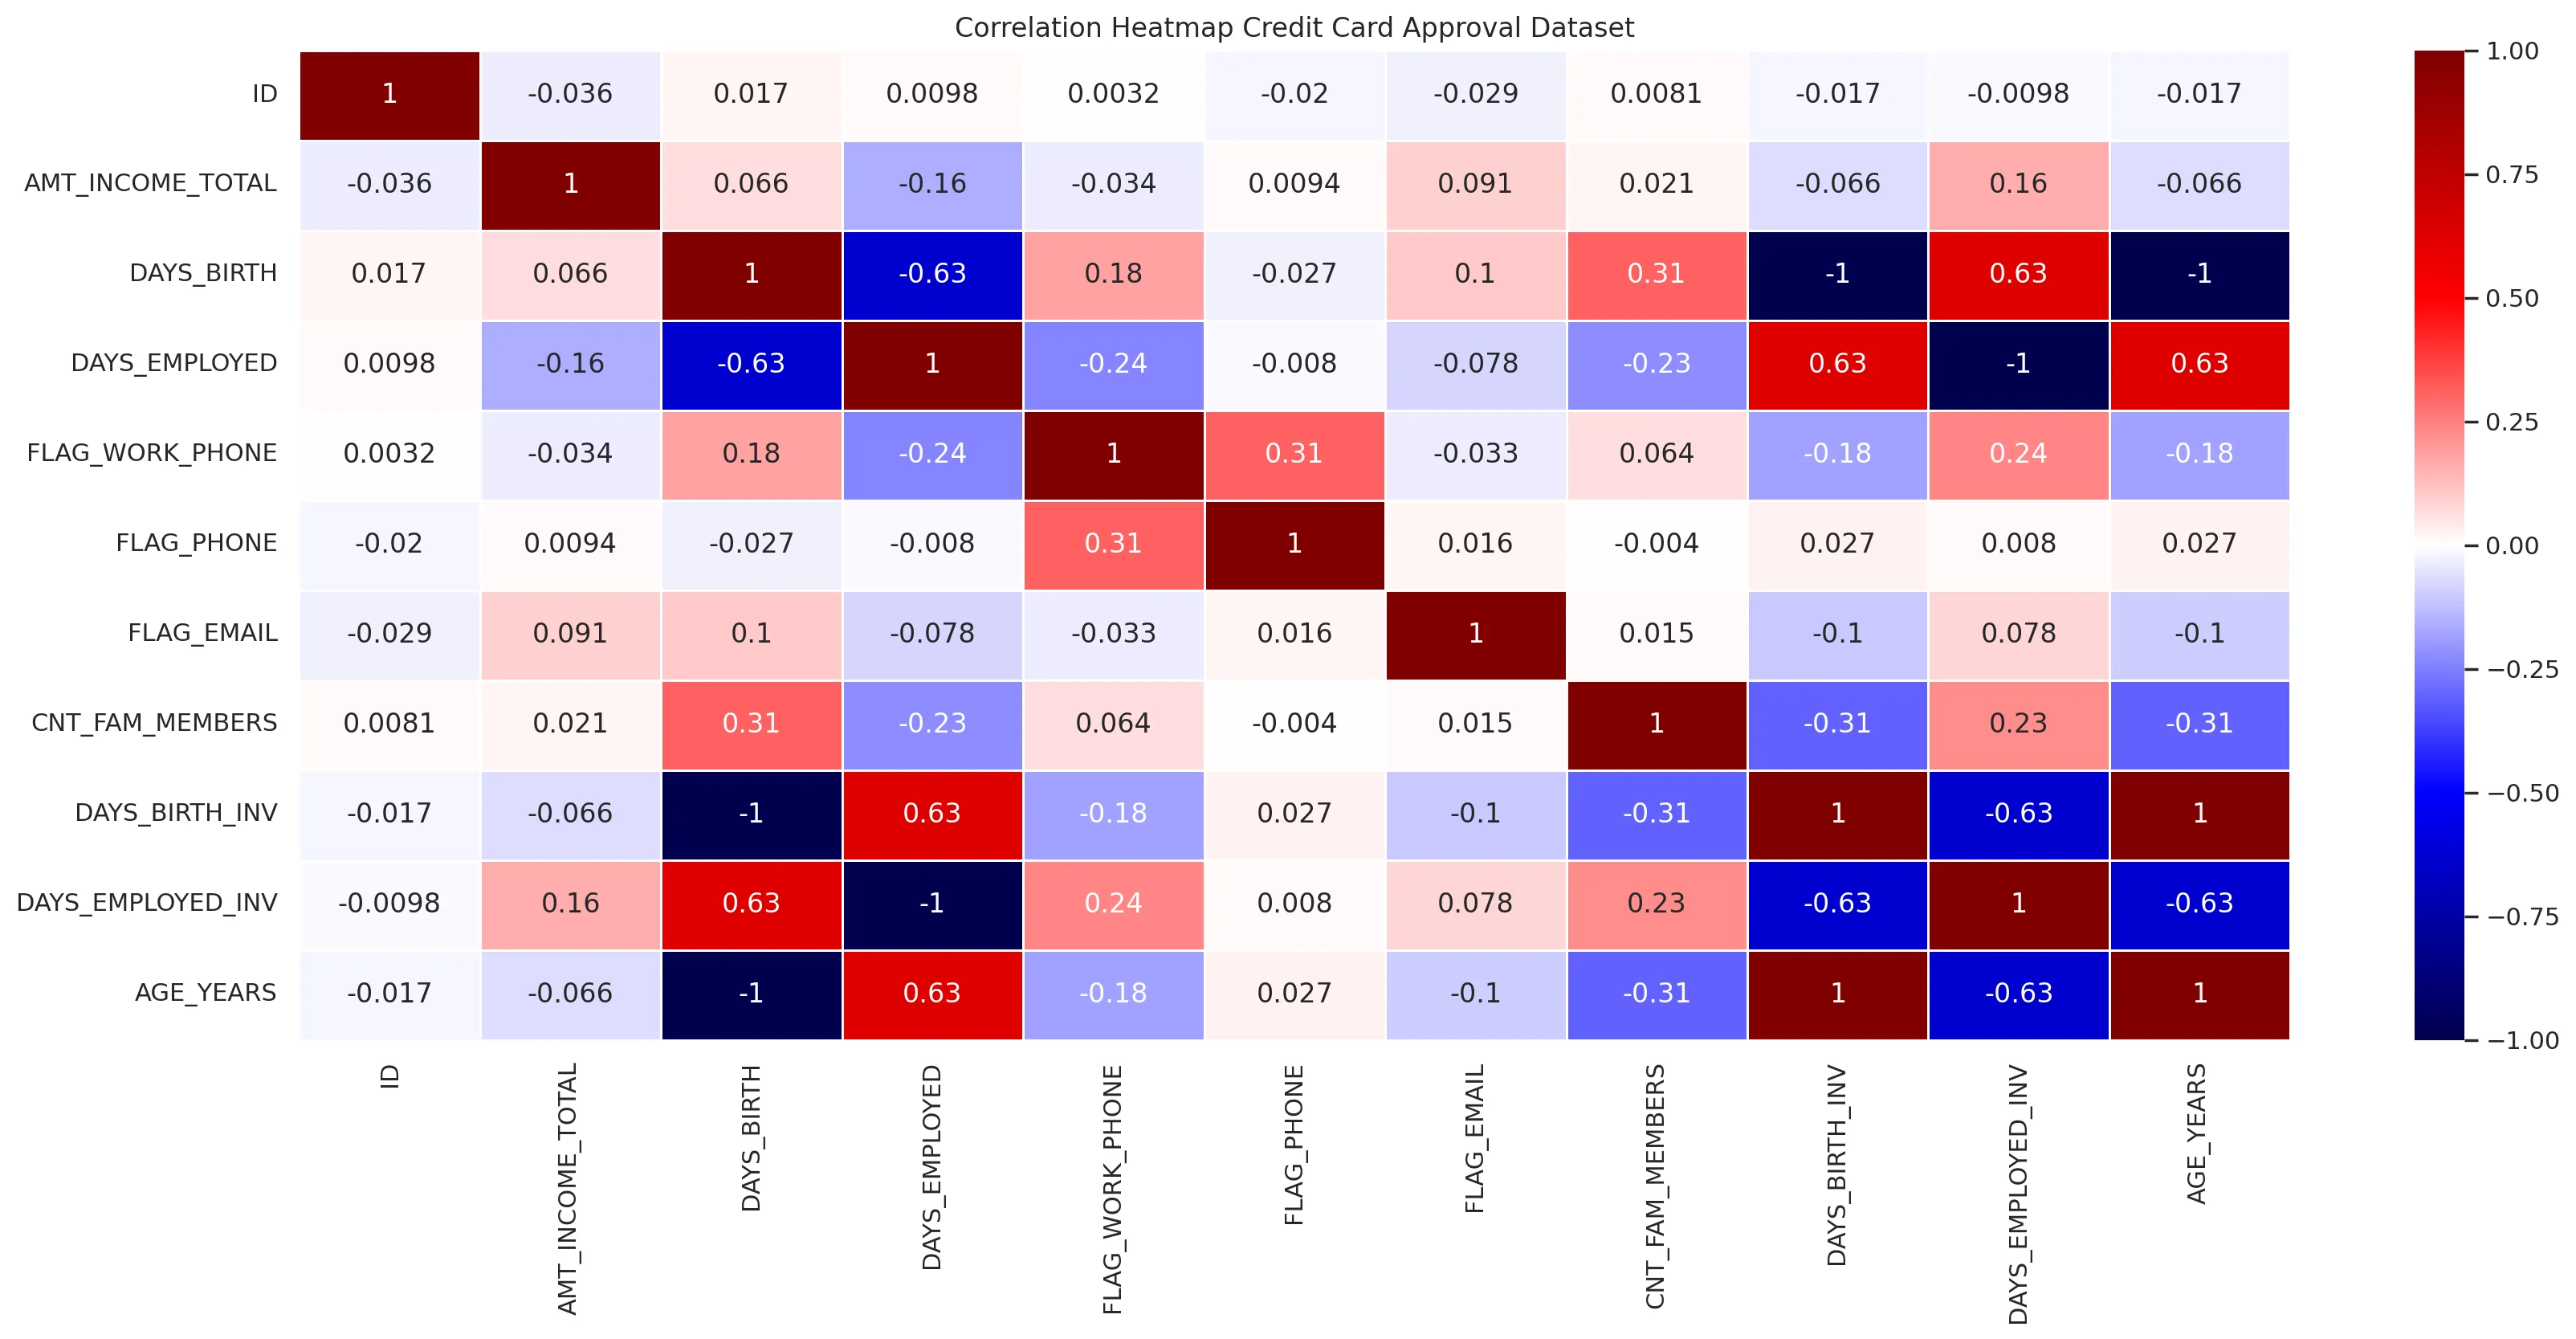 Correlation Heatmap Credit Card Approval Dataset
ID 1 -0.036 0.017 0.0098 0.0032 -0.02 -0.029 0.0081 -0.017 -0.0098 -0.017
AMT_INCOME_TOTAL -0.036 1 0.066 -0.16 -0.034 0.0094 0.091 0.021 -0.066 0.16 -0.066
DAYS_BIRTH 0.017 0.066 1 -0.63 0.18 -0.027 0.1 0.31 -1 0.63 -1
DAYS_EMPLOYED 0.0098 -0.16 -0.63 1 -0.24 -0.008 -0.078 -0.23 0.63 -1 0.63
FLAG_WORK_PHONE 0.0032 -0.034 0.18 -0.24 1 0.31 -0.033 0.064 -0.18 0.24 -0.18
FLAG_PHONE -0.02 0.0094 -0.027 -0.008 0.31 1 0.016 -0.004 0.027 0.008 0.027
FLAG_EMAIL -0.029 0.091 0.1 -0.078 -0.033 0.016 1 0.015 -0.1 0.078 -0.1
CNT_FAM_MEMBERS 0.0081 0.021 0.31 -0.23 0.064 -0.004 0.015 1 -0.31 0.23 -0.31
DAYS_BIRTH_INV -0.017 -0.066 -1 0.63 -0.18 0.027 -0.1 -0.31 1 -0.63 1
DAYS_EMPLOYED_INV -0.0098 0.16 0.63 -1 0.24 0.008 0.078 0.23 -0.63 1 -0.63
AGE_YEARS -0.017 -0.066 -1 0.63 -0.18 0.027 -0.1 -0.31 1 -0.63 1
ID
AMT_INCOME_TOTAL
DAYS_BIRTH
DAYS_EMPLOYED
FLAG_WORK_PHONE
FLAG_PHONE
FLAG_EMAIL
CNT_FAM_MEMBERS
DAYS_BIRTH_INV
DAYS_EMPLOYED_INV
AGE_YEARS
1.00
0.75
0.50
0.25
0.00
−0.25
−0.50
−0.75
−1.00